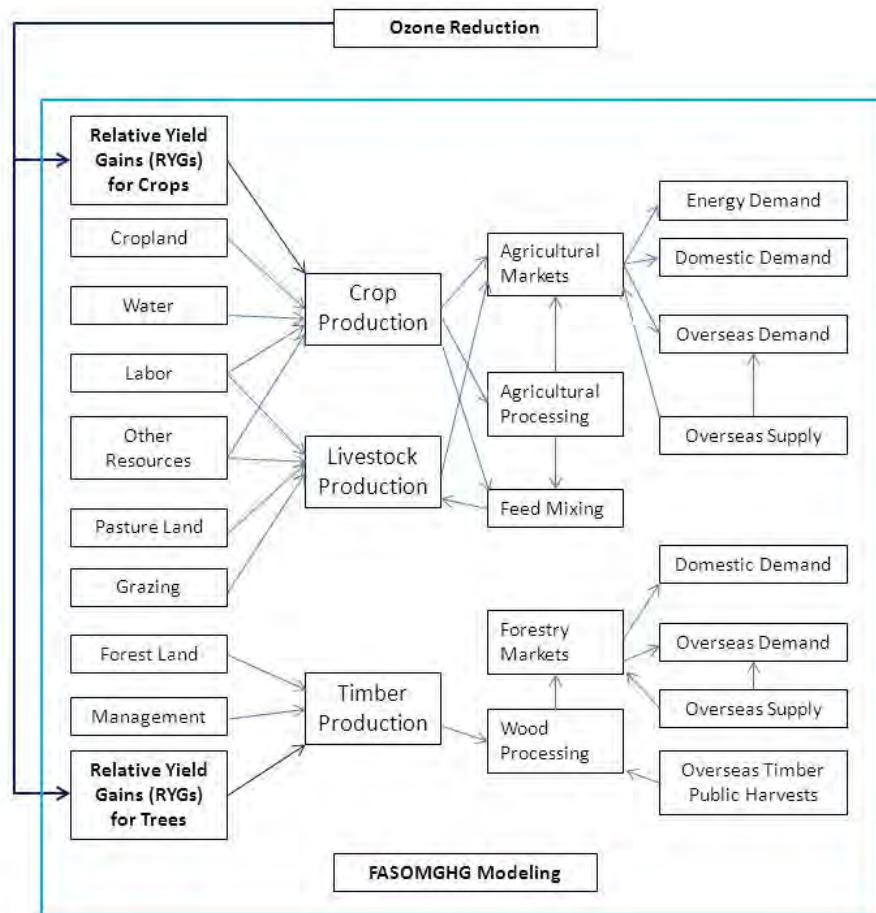 Ozone Reduction
Relative Yield
Gains (RYGs)
for Crops
Cropland
Water
Labor
Other
Resources
Pasture Land
Grazing
Forest Land
Management
Relative Yield
Gains (RYGs)
for Trees
Crop
Production
Livestock
Production
Timber
Production
Agricultural
Markets
Agricultural
Processing
Feed Mixing
Forestry
Markets
Wood
Processing
Energy Demand
Domestic Demand
Overseas Demand
Overseas Supply
Domestic Demand
Overseas Demand
Overseas Supply
Overseas Timber
Public Harvests
FASOMGHG Modeling